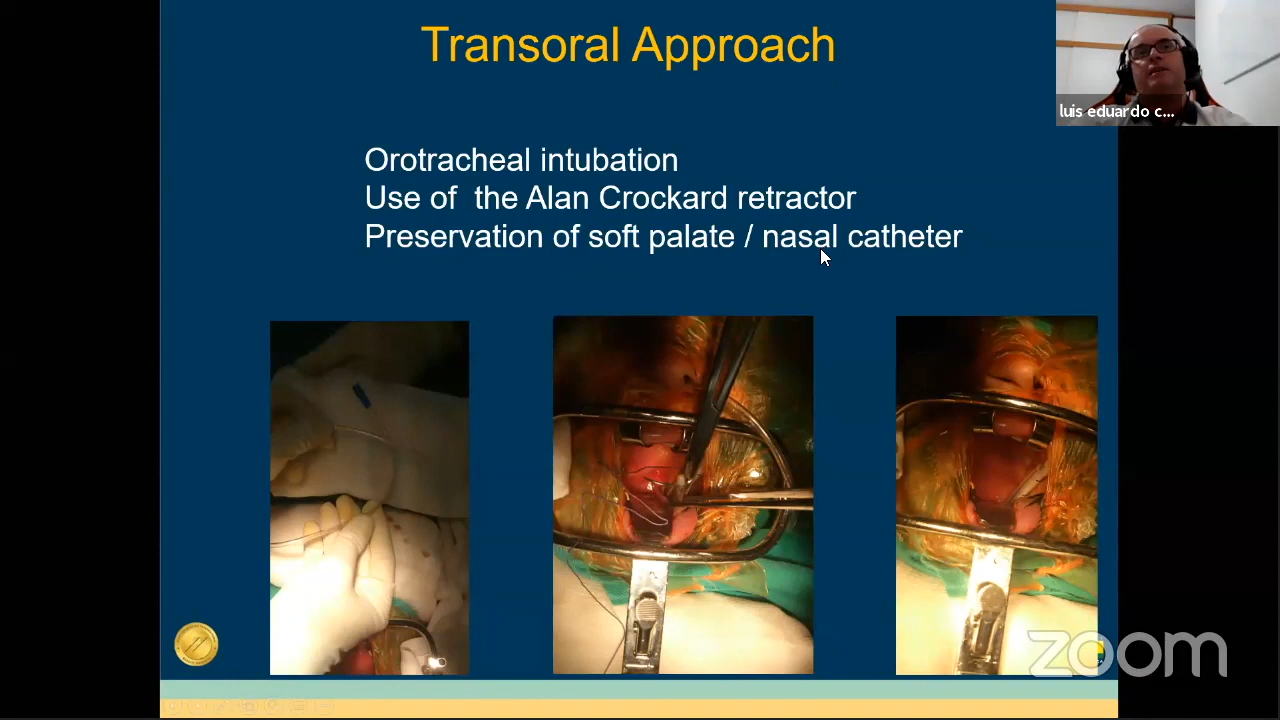 Transoral Approach
luis eduardo c...
Orotracheal intubation
Use of  the Alan Crockard retractor
Preservation of soft palate / nasal catheter
zoom